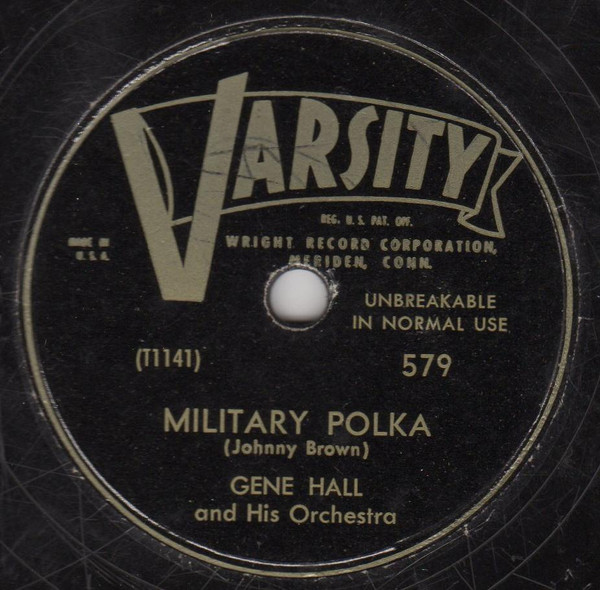 VARSITY
REG. U. S. PAT. OFF.
MADE IN
U. S. A.
WRIGHT RECORD CORPORATION,
MERIDEN, CONN.
UNBREAKABLE
IN NORMAL USE
(T1141)
579
MILITARY POLKA
(Johnny Brown)
GENE HALL
and His Orchestra